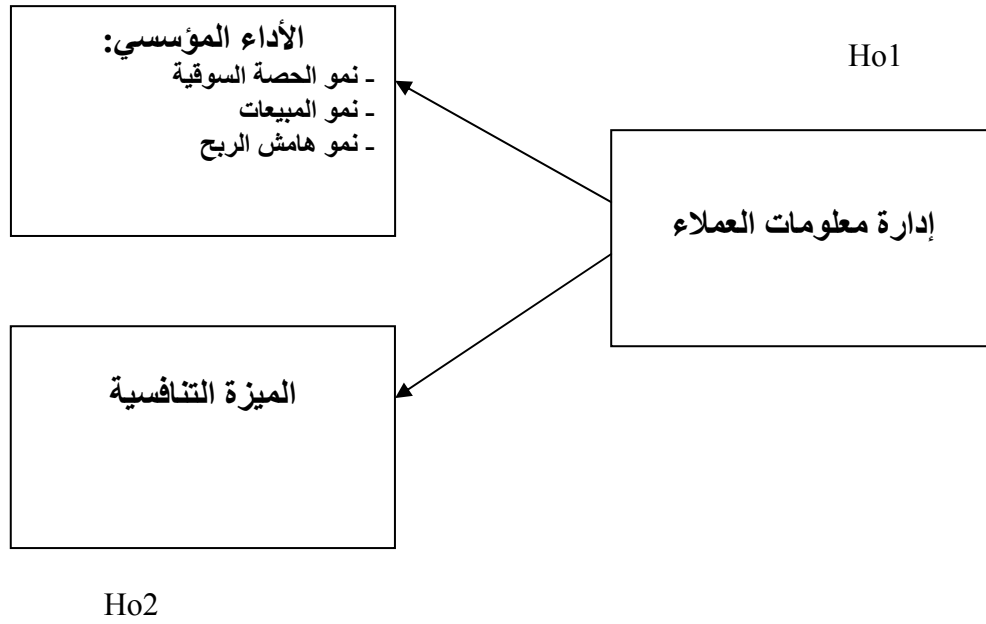 Ho1
إدارة معلومات العملاء
الأداء المؤسسي:
- نمو الحصة السوقية
- نمو المبيعات
- نمو هامش الربح
الميزة التنافسية
Ho2